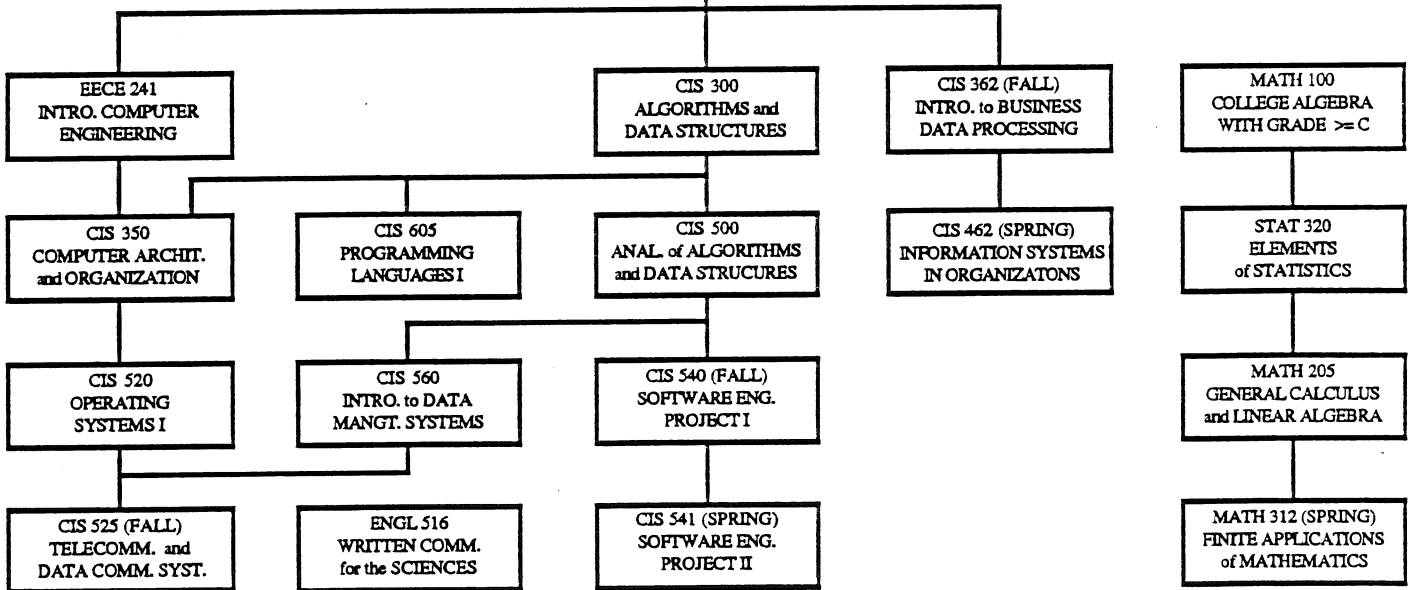 EECE 241
INTRO. COMPUTER
ENGINEERING
CIS 300
ALGORITHMS and
DATA STRUCTURES
CIS 362 (FALL)
INTRO. to BUSINESS
DATA PROCESSING
MATH 100
COLLEGE ALGEBRA
WITH GRADE >= C
CIS 350
COMPUTER ARCHIT.
and ORGANIZATION
CIS 605
PROGRAMMING
LANGUAGES I
CIS 500
ANAL. of ALGORITHMS
and DATA STRUCURES
CIS 462 (SPRING)
INFORMATION SYSTEMS
IN ORGANIZATONS
STAT 320
ELEMENTS
of STATISTICS
CIS 520
OPERATING
SYSTEMS I
CIS 560
INTRO. to DATA
MANGT. SYSTEMS
CIS 540 (FALL)
SOFTWARE ENG.
PROJECT I
MATH 205
GENERAL CALCULUS
and LINEAR ALGEBRA
CIS 525 (FALL)
TELECOMM. and
DATA COMM. SYST.
ENGL 516
WRITTEN COMM.
for the SCIENCES
CIS 541 (SPRING)
SOFTWARE ENG.
PROJECT II
MATH 312 (SPRING)
FINITE APPLICATIONS
of MATHEMATICS